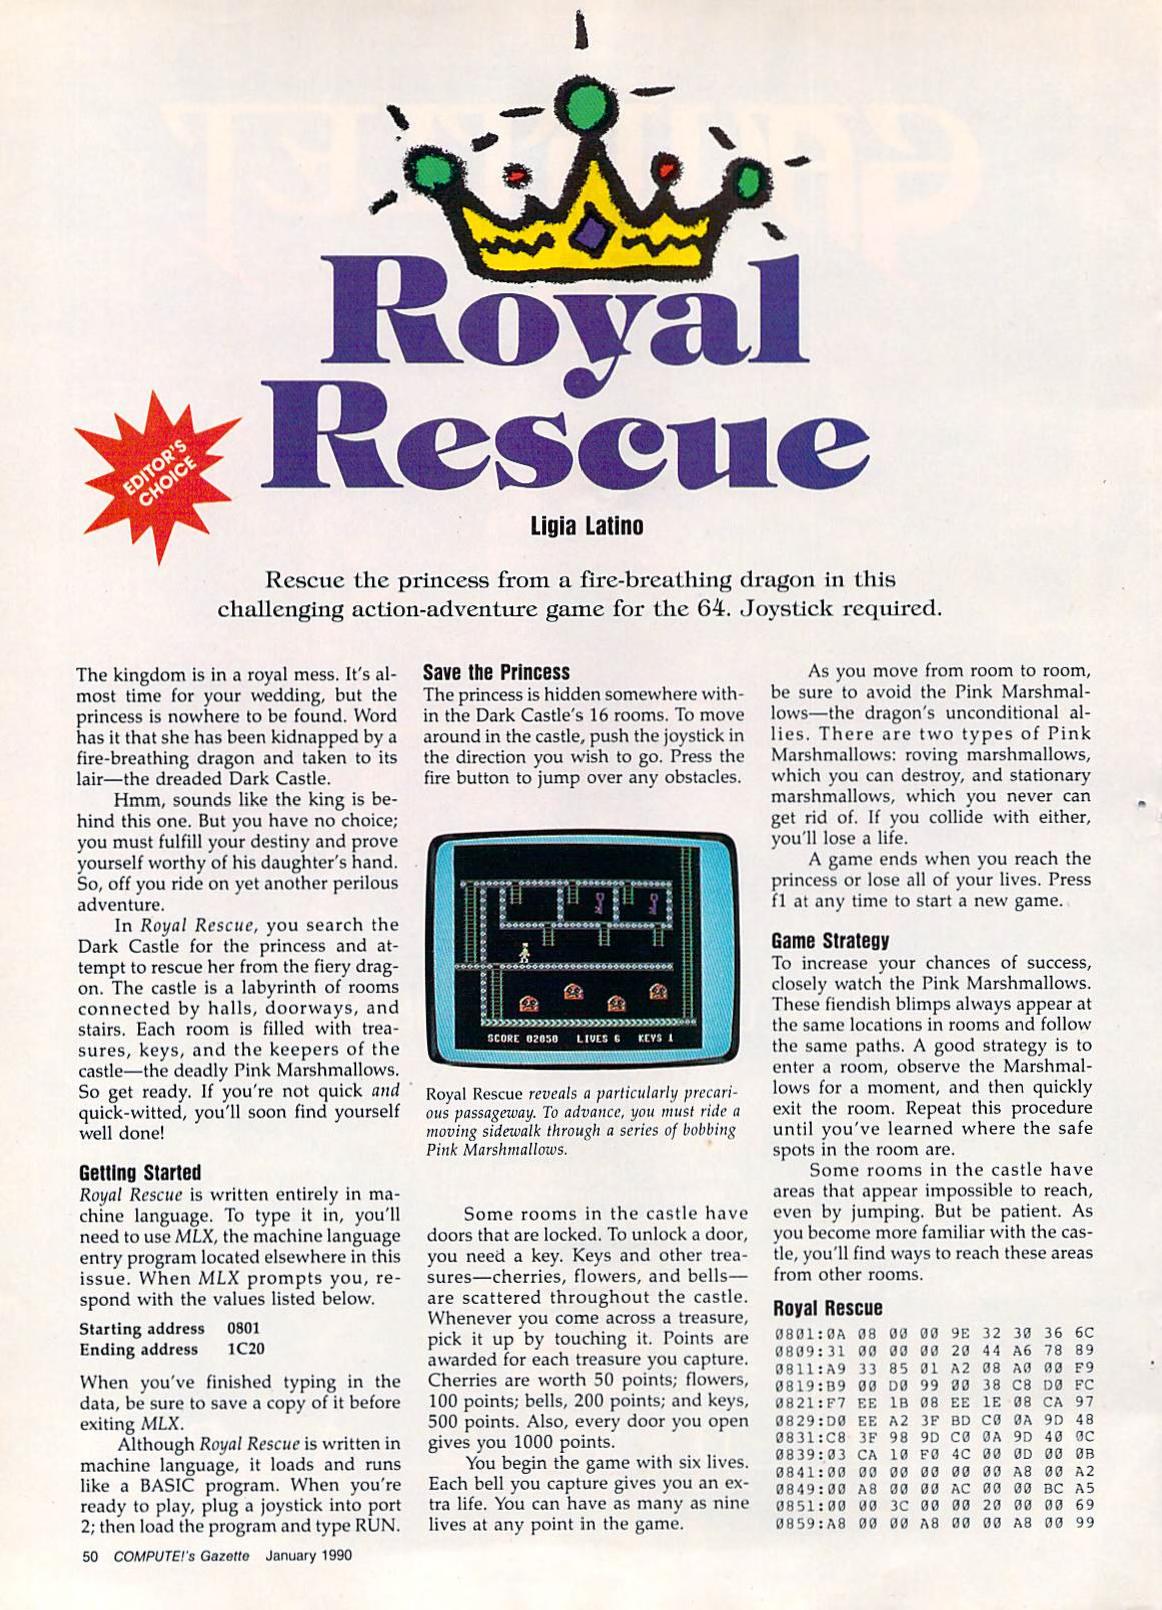 Royal
Rescue
EDITOR'S
CHOICE
Ligia Latino
Rescue the princess from a fire-breathing dragon in this
challenging action-adventure game for the 64. Joystick required.
The kingdom is in a royal mess. It's al-
most time for your wedding, but the
princess is nowhere to be found. Word
has it that she has been kidnapped by a
fire-breathing dragon and taken to its
lair—the dreaded Dark Castle.
Hmm, sounds like the king is be-
hind this one. But you have no choice;
you must fulfill your destiny and prove
yourself worthy of his daughter's hand.
So, off you ride on yet another perilous
adventure.
In Royal Rescue, you search the
Dark Castle for the princess and at-
tempt to rescue her from the fiery drag-
on. The castle is a labyrinth of rooms
connected by halls, doorways, and
stairs. Each room is filled with trea-
sures, keys, and the keepers of the
castle—the deadly Pink Marshmallows.
So get ready. If you're not quick and
quick-witted, you'll soon find yourself
well done!
Getting Started
Royal Rescue is written entirely in ma-
chine language. To type it in, you'll
need to use MLX, the machine language
entry program located elsewhere in this
issue. When MLX prompts you, re-
spond with the values listed below.
Starting address 0801
Ending address 1C20
When you've finished typing in the
data, be sure to save a copy of it before
exiting MLX.
Although Royal Rescue is written in
machine language, it loads and runs
like a BASIC program. When you're
ready to play, plug a joystick into port
2; then load the program and type RUN.
Save the Princess
The princess is hidden somewhere with-
in the Dark Castle's 16 rooms. To move
around in the castle, push the joystick in
the direction you wish to go. Press the
fire button to jump over any obstacles.
SCORE 02050 LIVES 6 KEYS 1
Royal Rescue reveals a particularly precari-
ous passageway. To advance, you must ride a
moving sidewalk through a series of bobbing
Pink Marshmallows.
Some rooms in the castle have
doors that are locked. To unlock a door,
you need a key. Keys and other trea-
sures—cherries, flowers, and bells—
are scattered throughout the castle.
Whenever you come across a treasure,
pick it up by touching it. Points are
awarded for each treasure you capture.
Cherries are worth 50 points; flowers,
100 points; bells, 200 points; and keys,
500 points. Also, every door you open
gives you 1000 points.
You begin the game with six lives.
Each bell you capture gives you an ex-
tra life. You can have as many as nine
lives at any point in the game.
As you move from room to room,
be sure to avoid the Pink Marshmal-
lows—the dragon's unconditional al-
lies. There are two types of Pink
Marshmallows: roving marshmallows,
which you can destroy, and stationary
marshmallows, which you never can
get rid of. If you collide with either,
you'll lose a life.
A game ends when you reach the
princess or lose all of your lives. Press
f1 at any time to start a new game.
Game Strategy
To increase your chances of success,
closely watch the Pink Marshmallows.
These fiendish blimps always appear at
the same locations in rooms and follow
the same paths. A good strategy is to
enter a room, observe the Marshmal-
lows for a moment, and then quickly
exit the room. Repeat this procedure
until you've learned where the safe
spots in the room are.
Some rooms in the castle have
areas that appear impossible to reach,
even by jumping. But be patient. As
you become more familiar with the cas-
tle, you'll find ways to reach these areas
from other rooms.
Royal Rescue
0801:0A 08 00 00 9E 32 30 36 6C
0809:31 00 00 00 20 44 A6 78 89
0811:A9 33 85 01 A2 08 A0 00 F9
0819:B9 00 D0 99 00 38 C8 D0 FC
0821:F7 EE 1B 08 EE 1E 08 CA 97
0829:D0 EE A2 3F BD C0 0A 9D 48
0831:C8 3F 98 9D C0 0A 9D 40 0C
0839:03 CA 10 F0 4C 00 0D 00 0B
0841:00 00 00 00 00 00 A8 00 A2
0849:00 A8 00 00 AC 00 00 BC A5
0851:00 00 3C 00 00 20 00 00 69
0859:A8 00 00 A8 00 00 A8 00 99
50 COMPUTE!'s Gazette January 1990